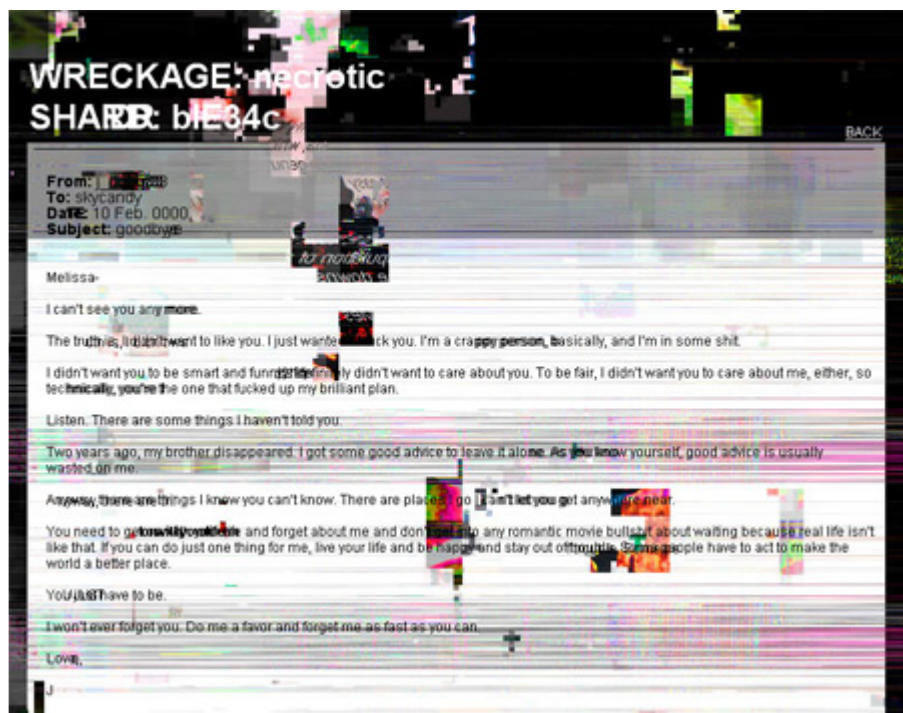 WRECKAGE: necrotic
SHARD: b1E34c
BACK
From:
To: skycandy
Date: 10 Feb. 0000,
Subject: goodbye
Melissa-
I can't see you any more.
The truth is, I didn't want to like you. I just wanted ck you. I'm a crappy person, basically, and I'm in some shit.
I didn't want you to be smart and funny. I definitely didn't want to care about you. To be fair, I didn't want you to care about me, either, so
technically, you're the one that fucked up my brilliant plan.
Listen. There are some things I haven't told you.
Two years ago, my brother disappeared. I got some good advice to leave it alone. As you know yourself, good advice is usually
wasted on me.
Anyway, there are things I know you can't know. There are places I go I can't let you get anywhere near.
You need to and forget about me and don't get into any romantic movie bullshit about waiting because real life isn't
like that. If you can do just one thing for me, live your life and be happy and stay out of trouble. Some people have to act to make the
world a better place.
You just have to be.
I won't ever forget you. Do me a favor and forget me as fast as you can.
Love,
J